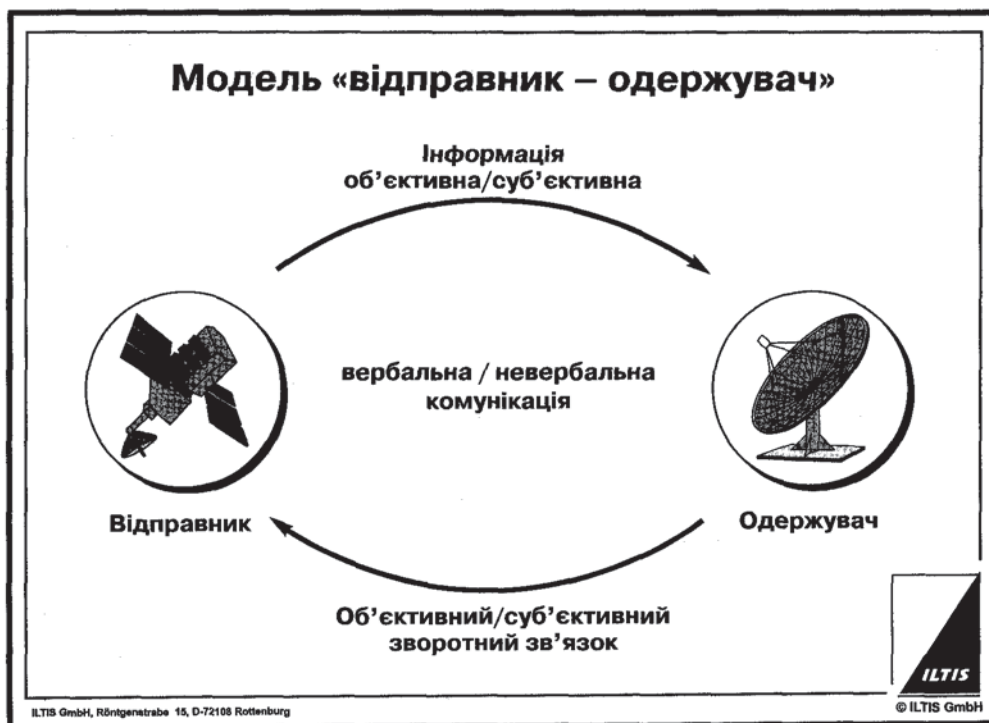 Модель «відправник – одержувач»
Інформація
об’єктивна/суб’єктивна
вербальна / невербальна
комунікація
Відправник
Одержувач
Об’єктивний/суб’єктивний
зворотний зв’язок
ILTIS
ILTIS GmbH, Röntgenstrabe 15, D-72108 Rottenburg
© ILTIS GmbH